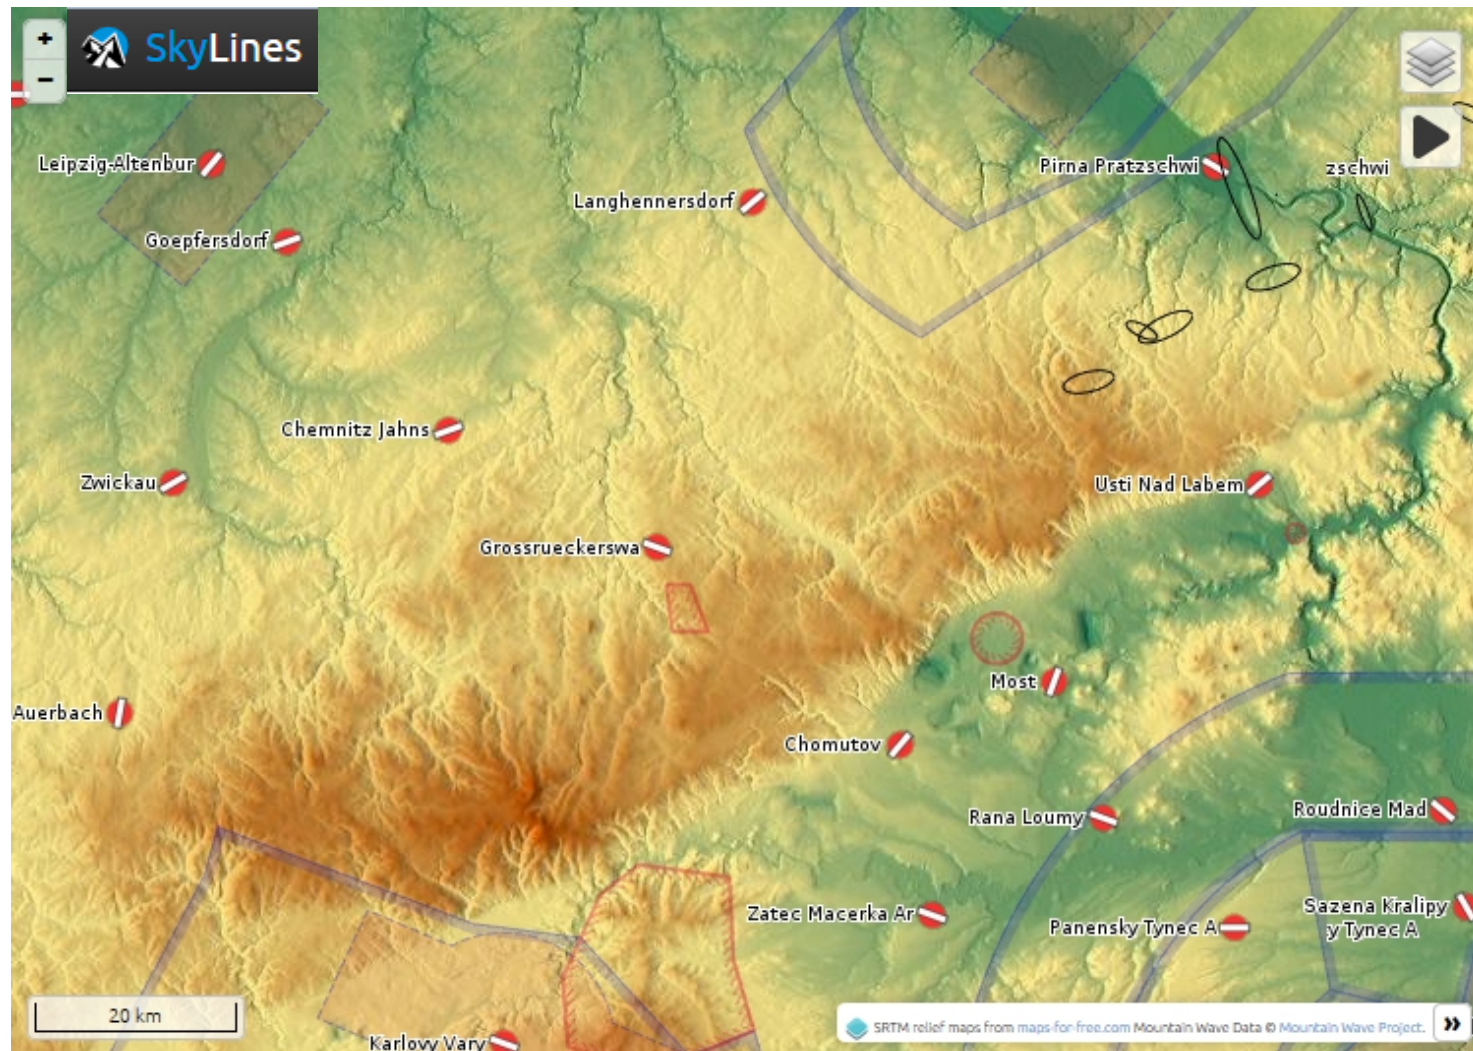 +
SkyLines
−
Leipzig-Altenbur
Pirna Pratzschwi
zschwi
Langhennersdorf
Goepfersdorf
Chemnitz Jahns
Zwickau
Usti Nad Labem
Grossrueckerswa
Most
Auerbach
Chomutov
Rana Loumy
Roudnice Mad
Zatec Macerka Ar
Panensky Tynec A
Sazena Kralipy
y Tynec A
20 km
SRTM relief maps from maps-for-free.com Mountain Wave Data © Mountain Wave Project.
»
Karlovy Vary